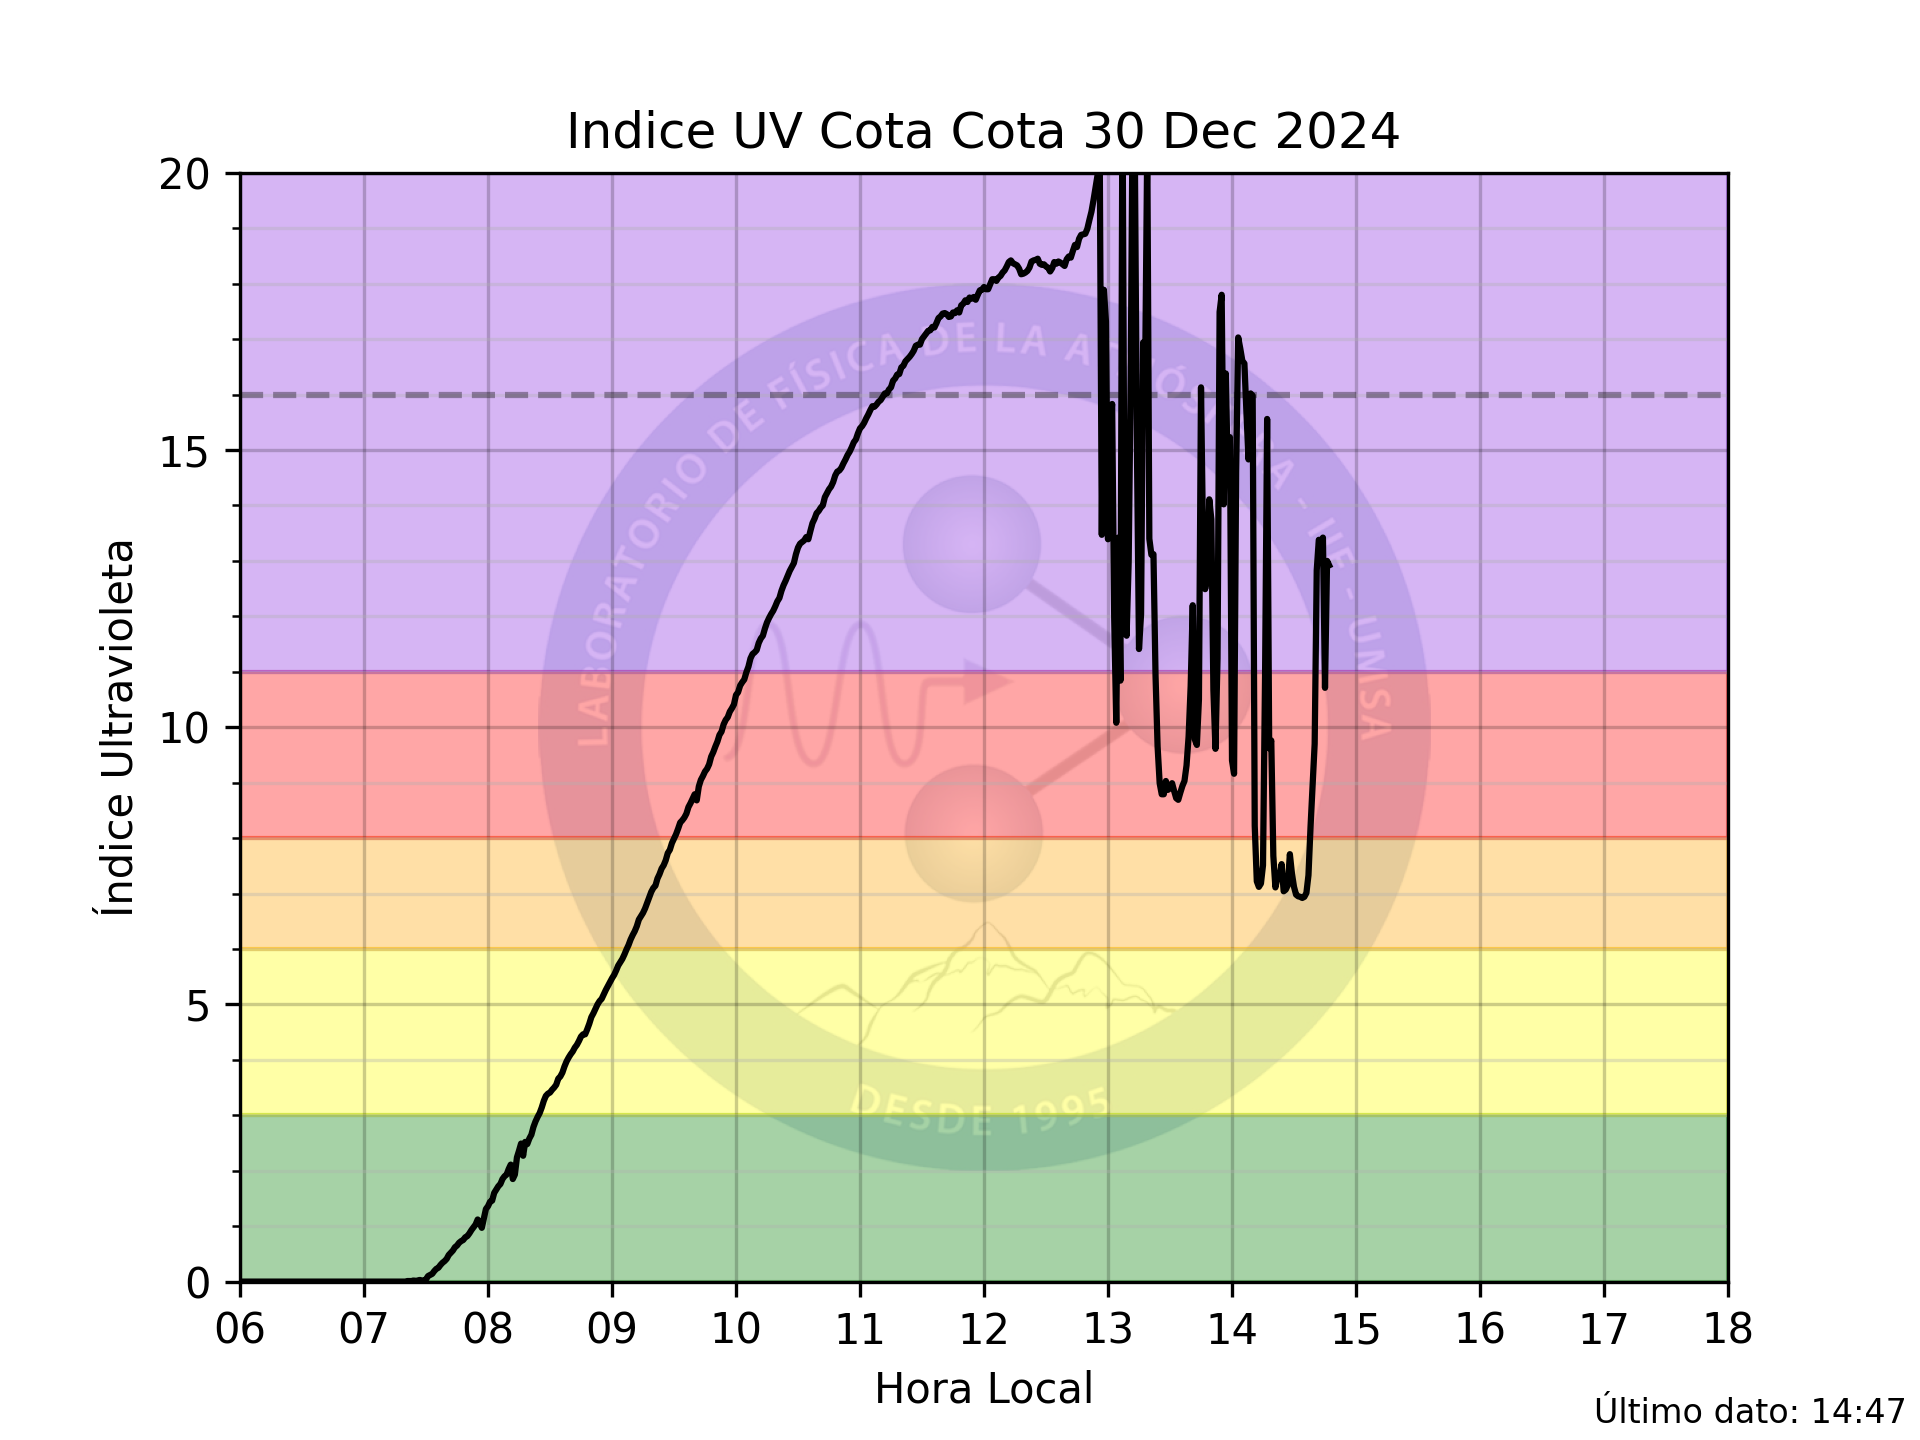 Indice UV Cota Cota 30 Dec 2024
20
15
10
5
0
Índice Ultravioleta
06 07 08 09 10 11 12 13 14 15 16 17 18
Hora Local
Último dato: 14:47
LABORATORIO DE FÍSICA DE LA - IIF - UMSA
DESDE 1995